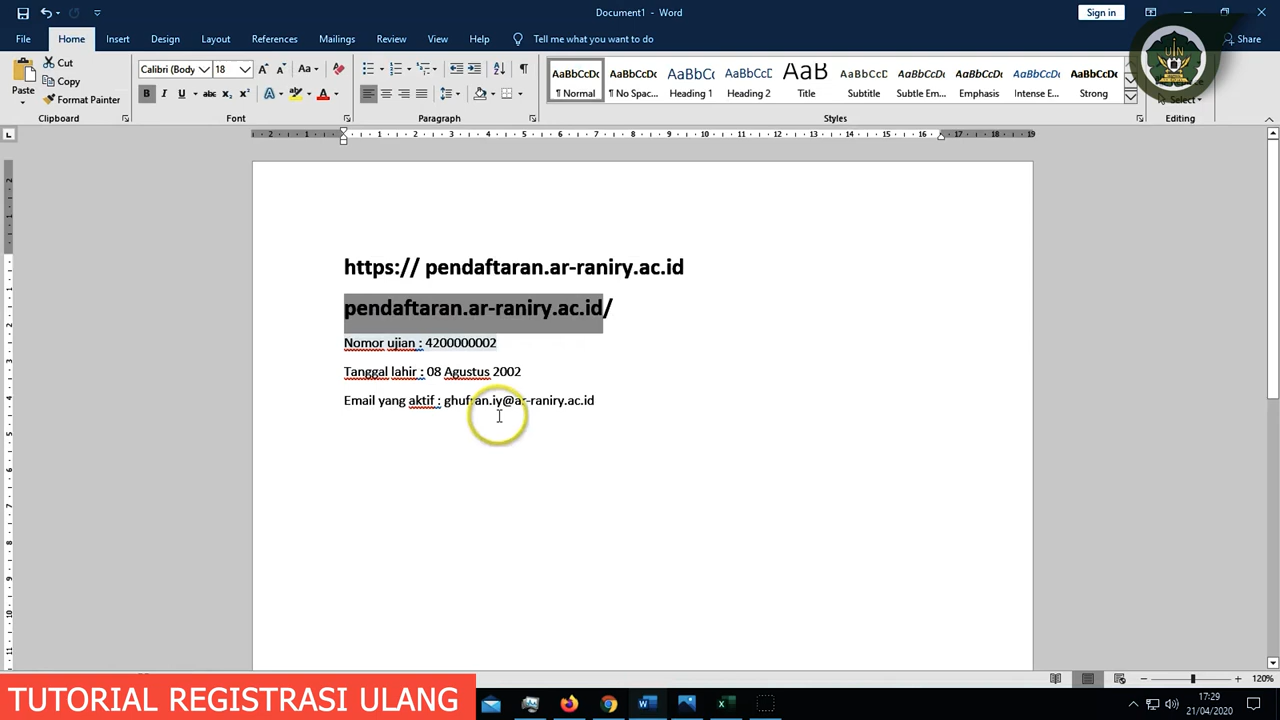 Document1 - Word
Sign in
File Home Insert Design Layout References Mailings Review View Help Tell me what you want to do Share
Paste
Cut
Copy
Format Painter
Calibri (Body 18
AaBbCcDc AaBbCcDc AaBbCc AaBbCcD AaBb AaBbCcD AaBbCcDc AaBbCcDc AaBbCcDc AaBbCcDc
¶ Normal ¶ No Spac... Heading 1 Heading 2 Title Subtitle Subtle Em... Emphasis Intense E... Strong
Select
Clipboard Font Paragraph Styles Editing
UIN
https:// pendaftaran.ar-raniry.ac.id
pendaftaran.ar-raniry.ac.id/
Nomor ujian : 4200000002
Tanggal lahir : 08 Agustus 2002
Email yang aktif : ghufran.iy@ar-raniry.ac.id
120%
TUTORIAL REGISTRASI ULANG
17:29
21/04/2020